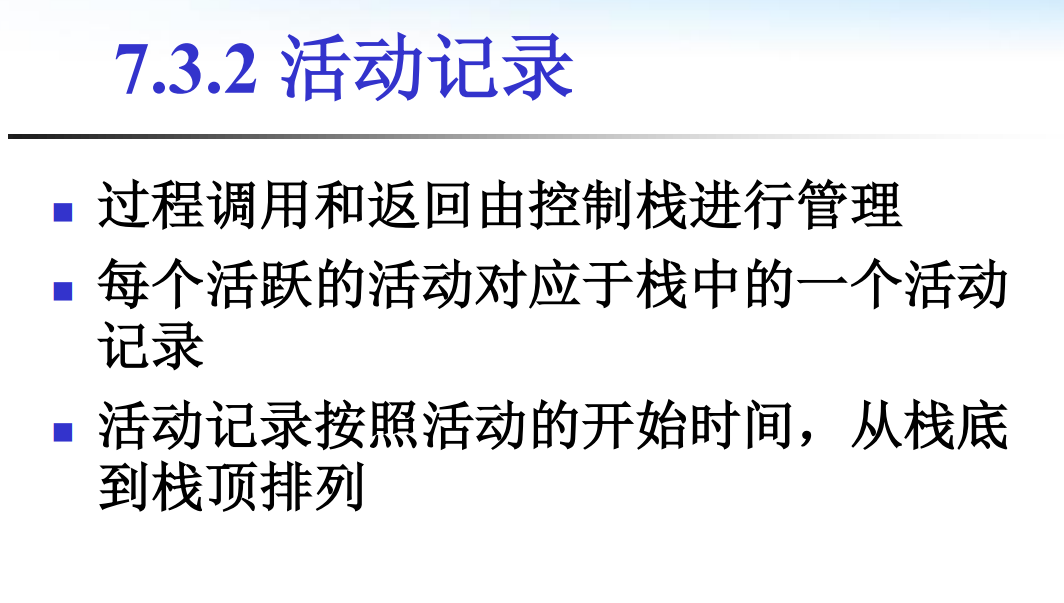 7.3.2 活动记录
过程调用和返回由控制栈进行管理
每个活跃的活动对应于栈中的一个活动
记录
活动记录按照活动的开始时间，从栈底
到栈顶排列